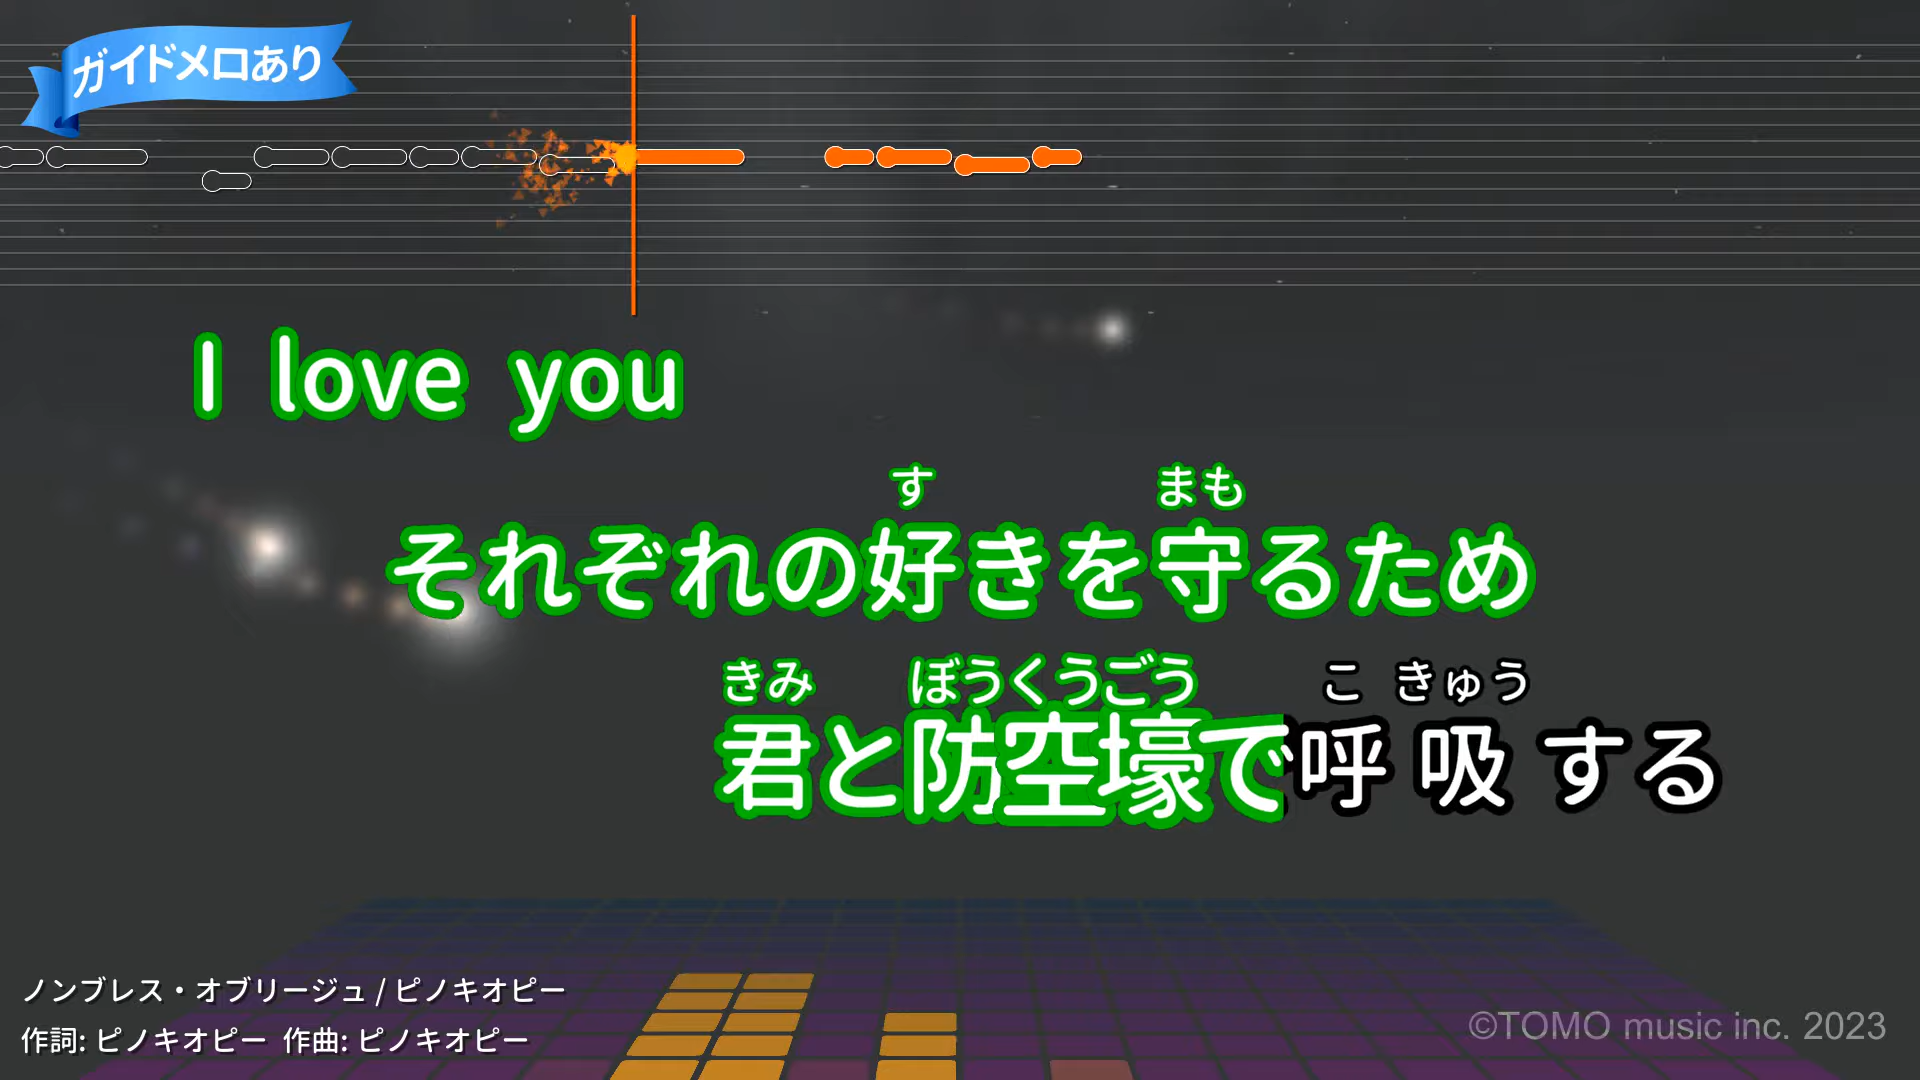 ガイドメロあり
I love you
す まも
それぞれの好きを守るため
きみ ぼうくうごう こ きゅう
君と防空壕で呼吸する
ノンブレス・オブリージュ / ピノキオピー
作詞: ピノキオピー 作曲: ピノキオピー
©TOMO music inc. 2023